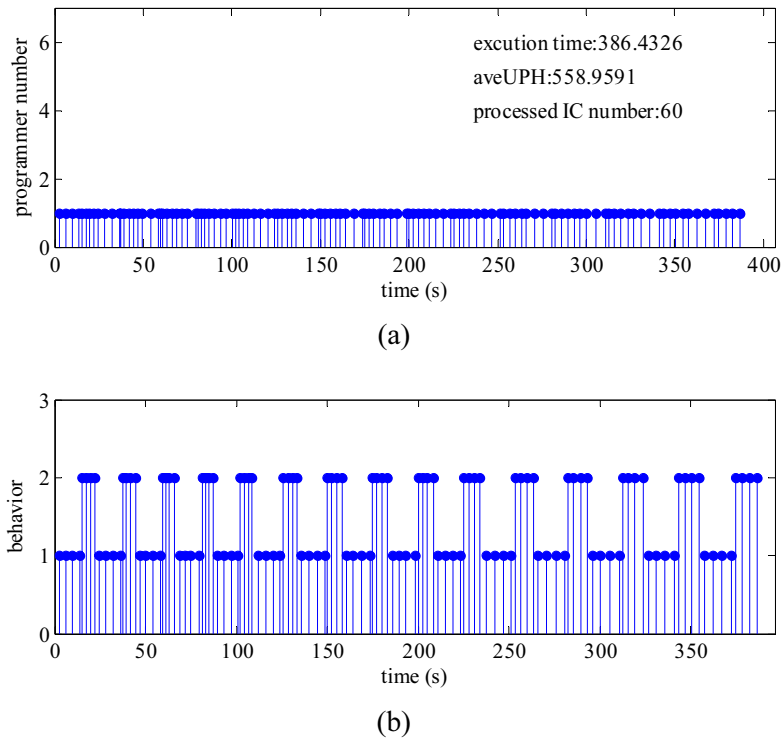 6
4
2
0
programmer number
excution time:386.4326
aveUPH:558.9591
processed IC number:60
0 50 100 150 200 250 300 350 400
time (s)
(a)
3
2
1
0
behavior
0 50 100 150 200 250 300 350
time (s)
(b)